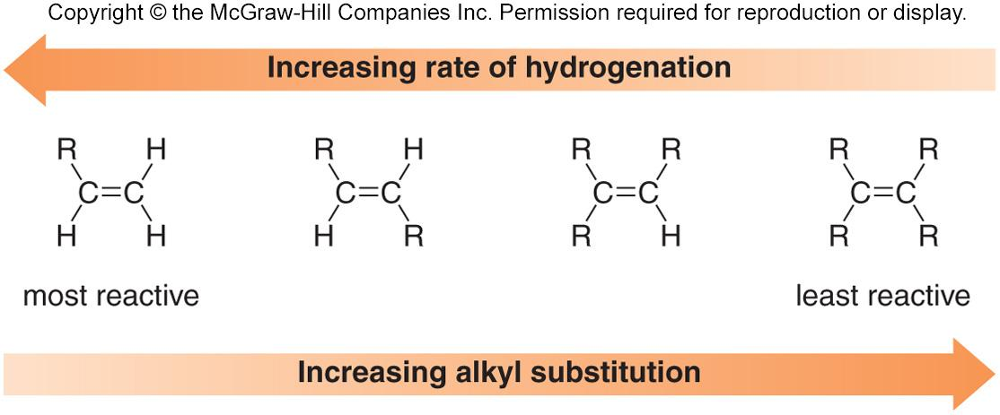 Copyright © the McGraw-Hill Companies Inc. Permission required for reproduction or display.
Increasing rate of hydrogenation
R H R H R R R R
C=C C=C C=C C=C
H H H R R H R R
most reactive least reactive
Increasing alkyl substitution